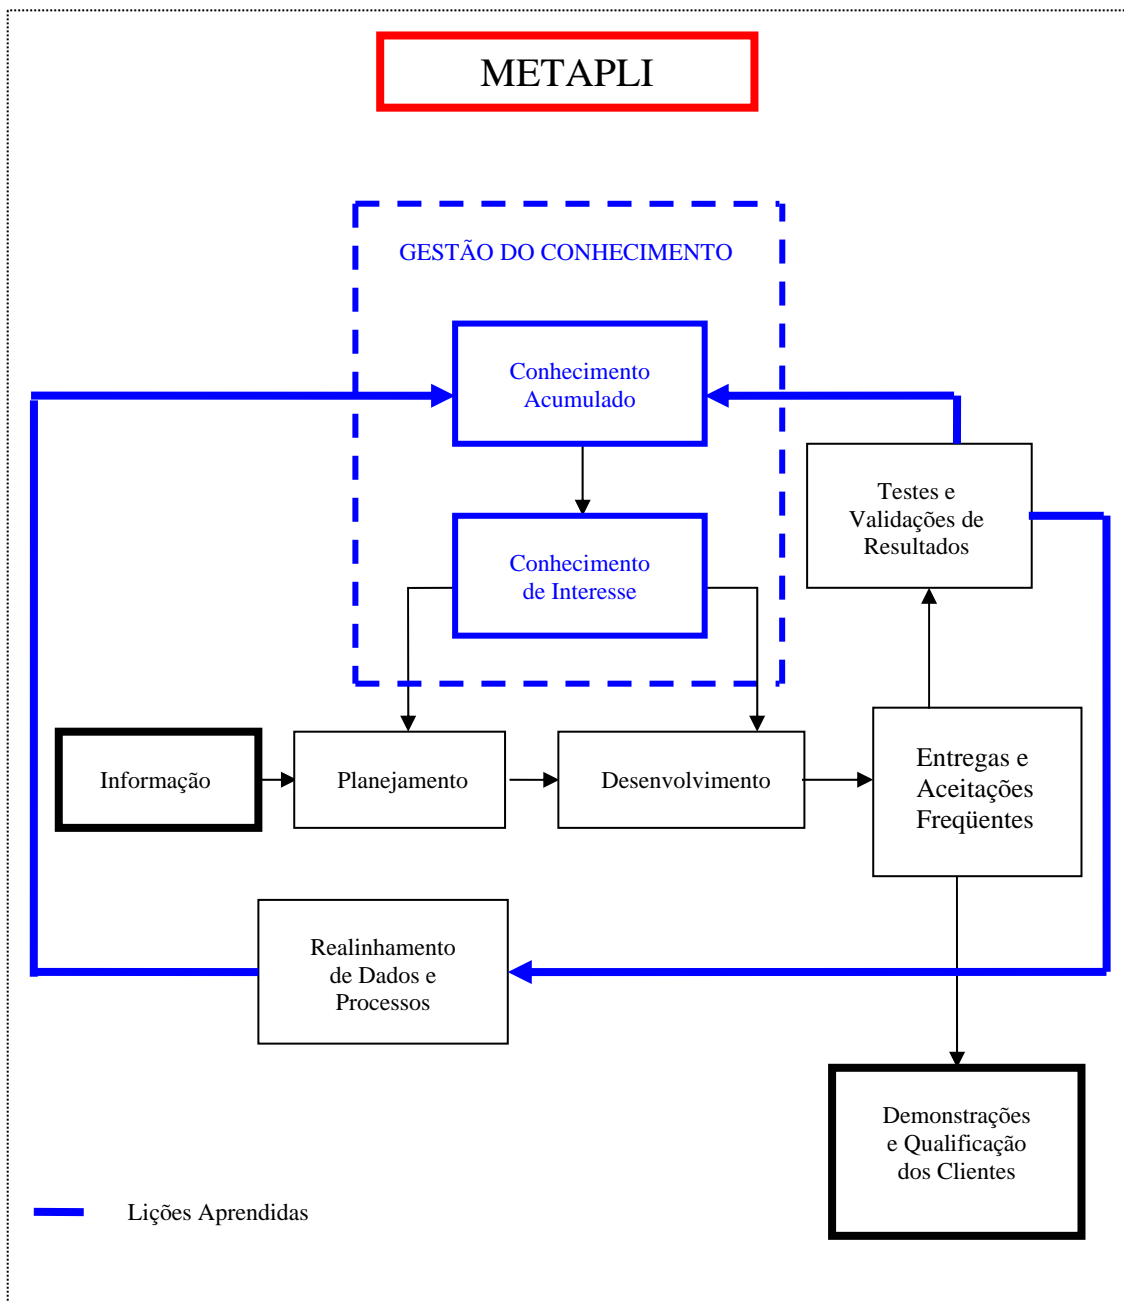 METAPLI
GESTÃO DO CONHECIMENTO
Conhecimento
Acumulado
Testes e
Validações de
Resultados
Conhecimento
de Interesse
Informação
Planejamento
Desenvolvimento
Entregas e
Aceitações
Freqüentes
Realinhamento
de Dados e
Processos
Demonstrações
e Qualificação
dos Clientes
Lições Aprendidas